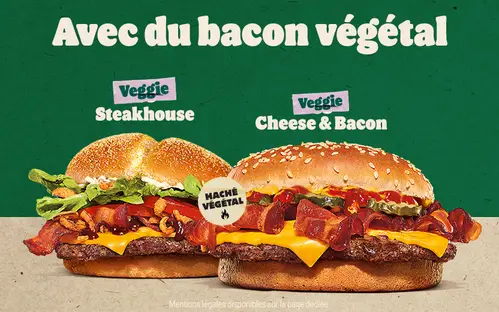 Avec du bacon végétal
Veggie
Steakhouse
Veggie
Cheese & Bacon
HACHÉ
VÉGÉTAL
Mentions légales disponibles sur la page dédiée